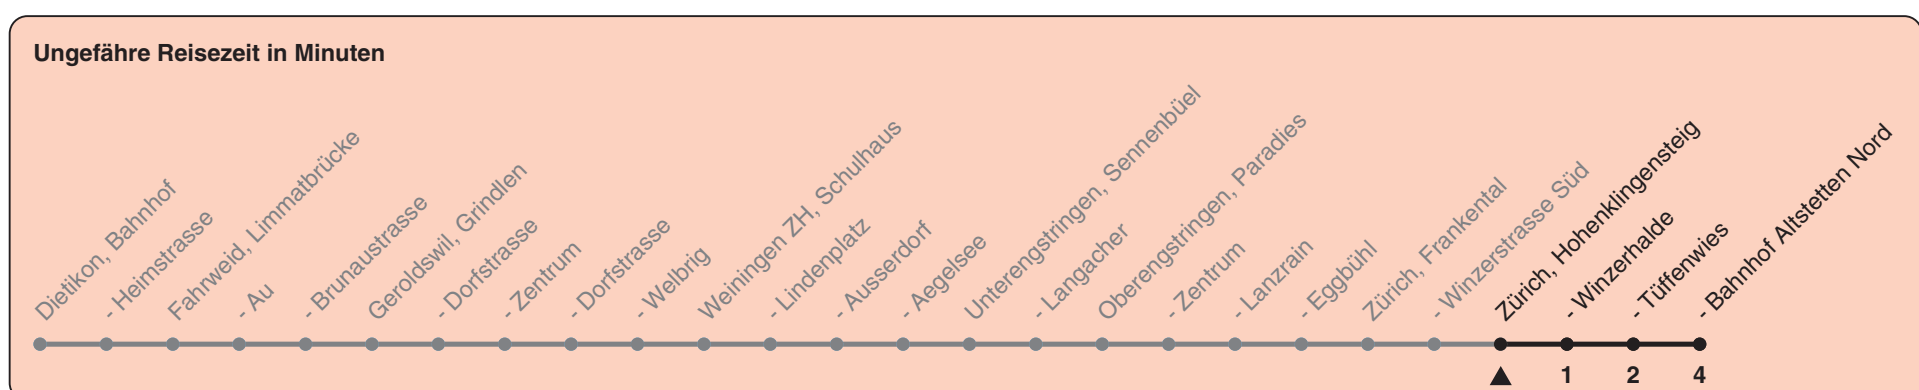 Ungefähre Reisezeit in Minuten
Dietikon, Bahnhof
- Heimstrasse
Fahrweid, Limmatbrücke
- Au
- Brunaustrasse
Geroldswil, Grindlen
- Dorfstrasse
- Zentrum
- Dorfstrasse
- Welbrig
Weiningen ZH, Schulhaus
- Lindenplatz
- Ausserdorf
- Aegelsee
Unterengstringen, Sennenbüel
- Langacher
Oberengstringen, Paradies
- Zentrum
- Lanzrain
- Eggbühl
Zürich, Frankental
- Winzerstrasse Süd
Zürich, Hohenklingensteig
- Winzerhalde
- Tüffenwies
- Bahnhof Altstetten Nord
1 2 4